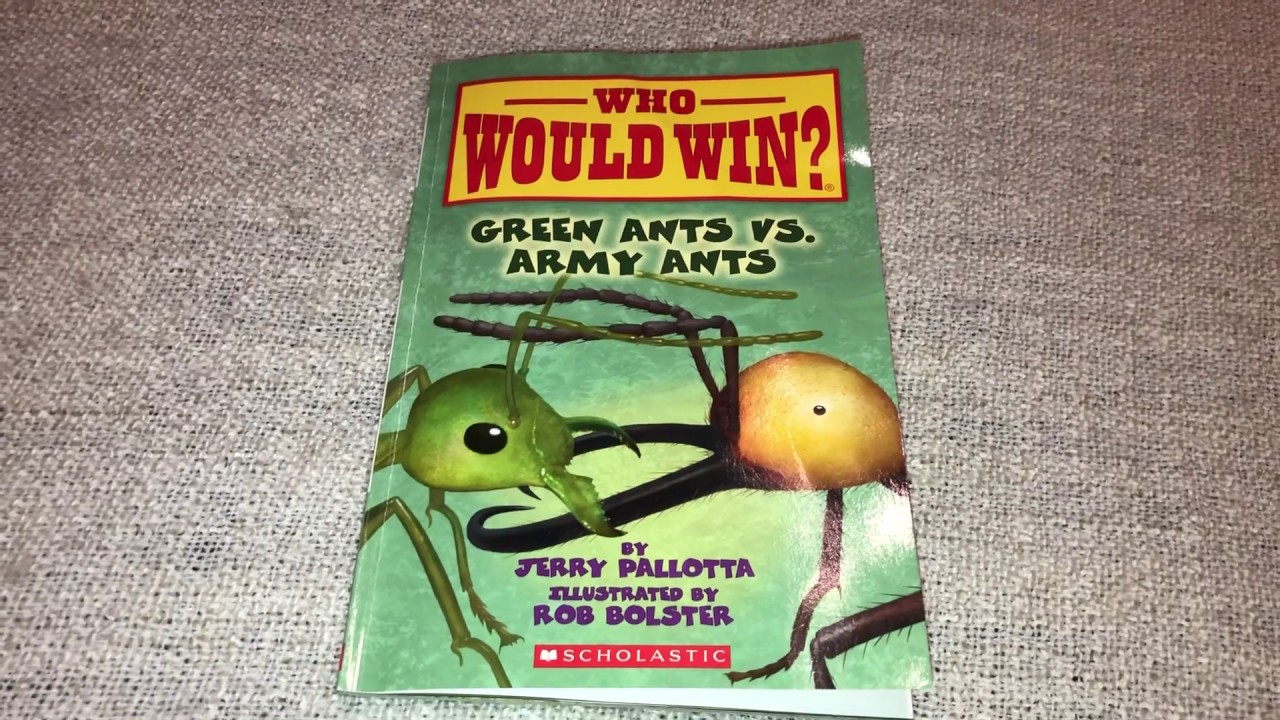 WHO
WOULD WIN?®
GREEN ANTS VS.
ARMY ANTS
BY
JERRY PALLOTTA
ILLUSTRATED BY
ROB BOLSTER
SCHOLASTIC